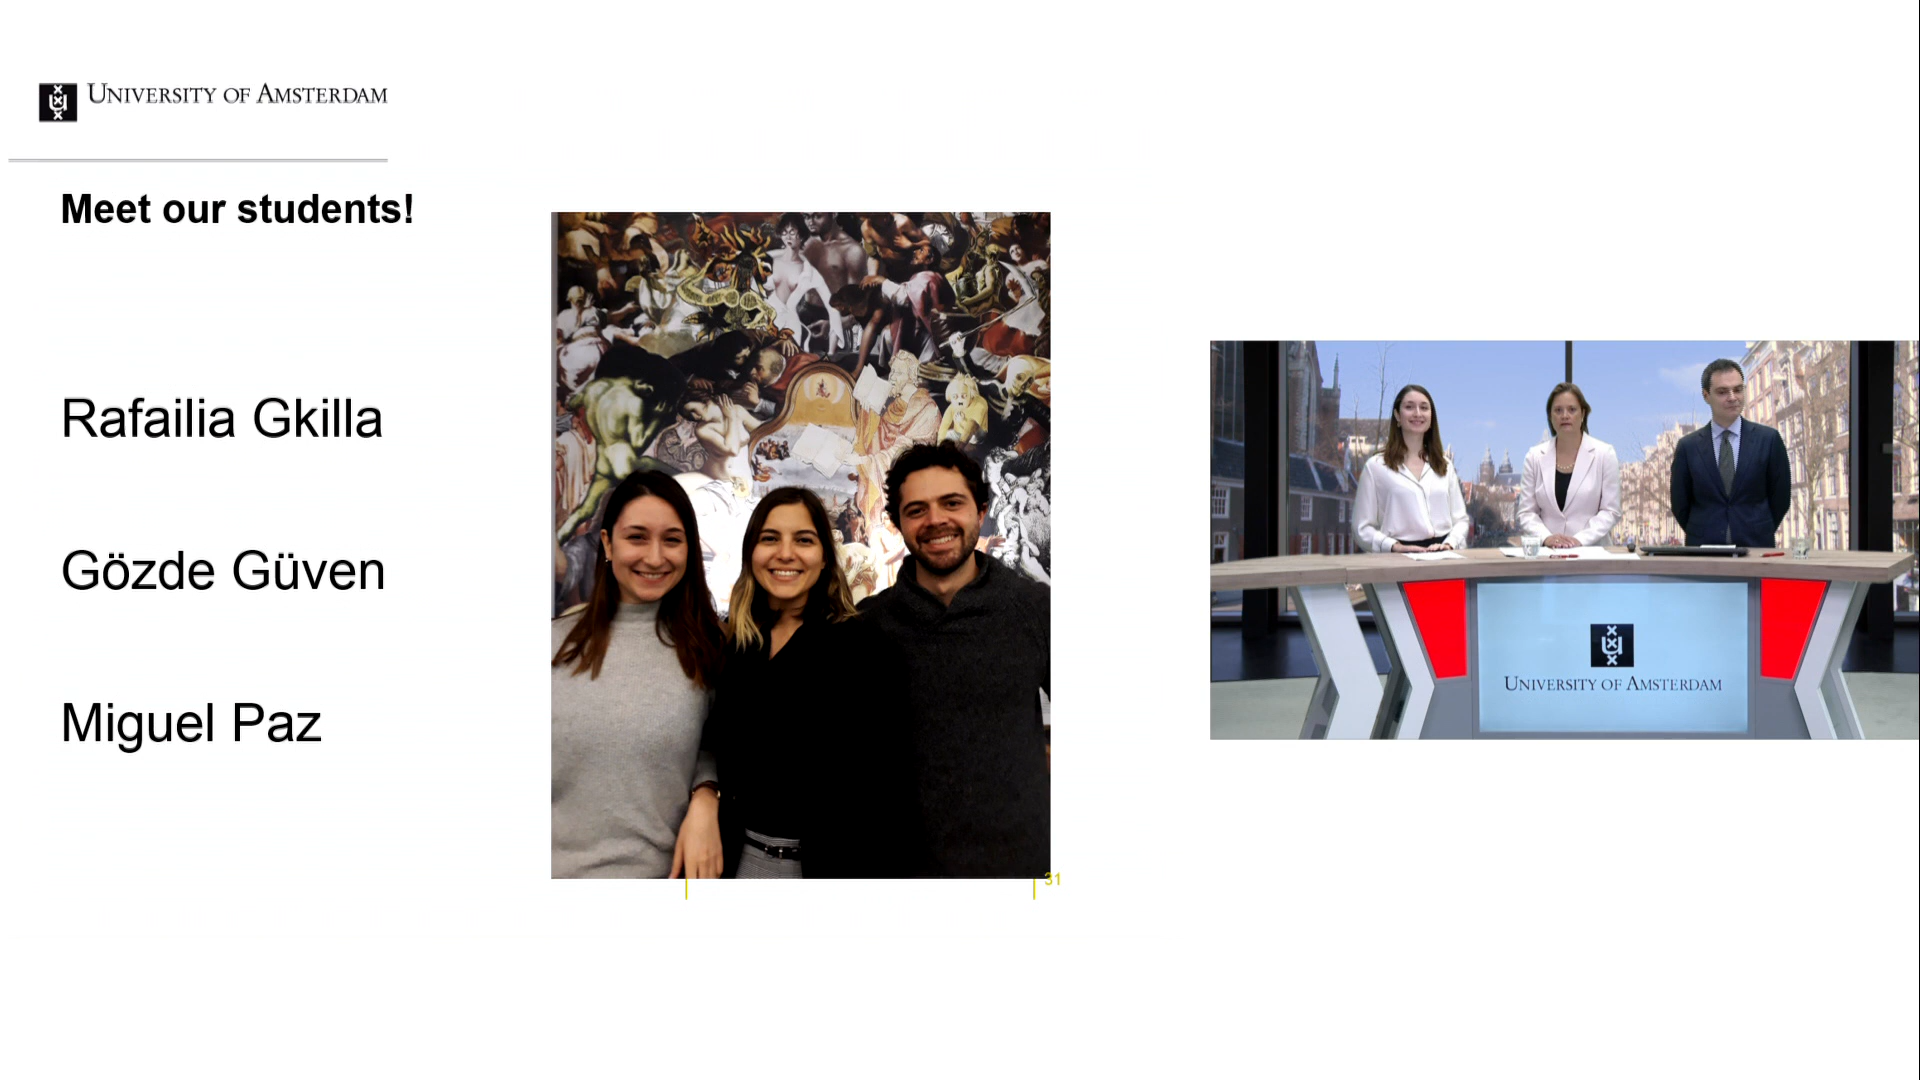 UNIVERSITY OF AMSTERDAM
Meet our students!
Rafailia Gkilla
Gözde Güven
Miguel Paz
31
UNIVERSITY OF AMSTERDAM